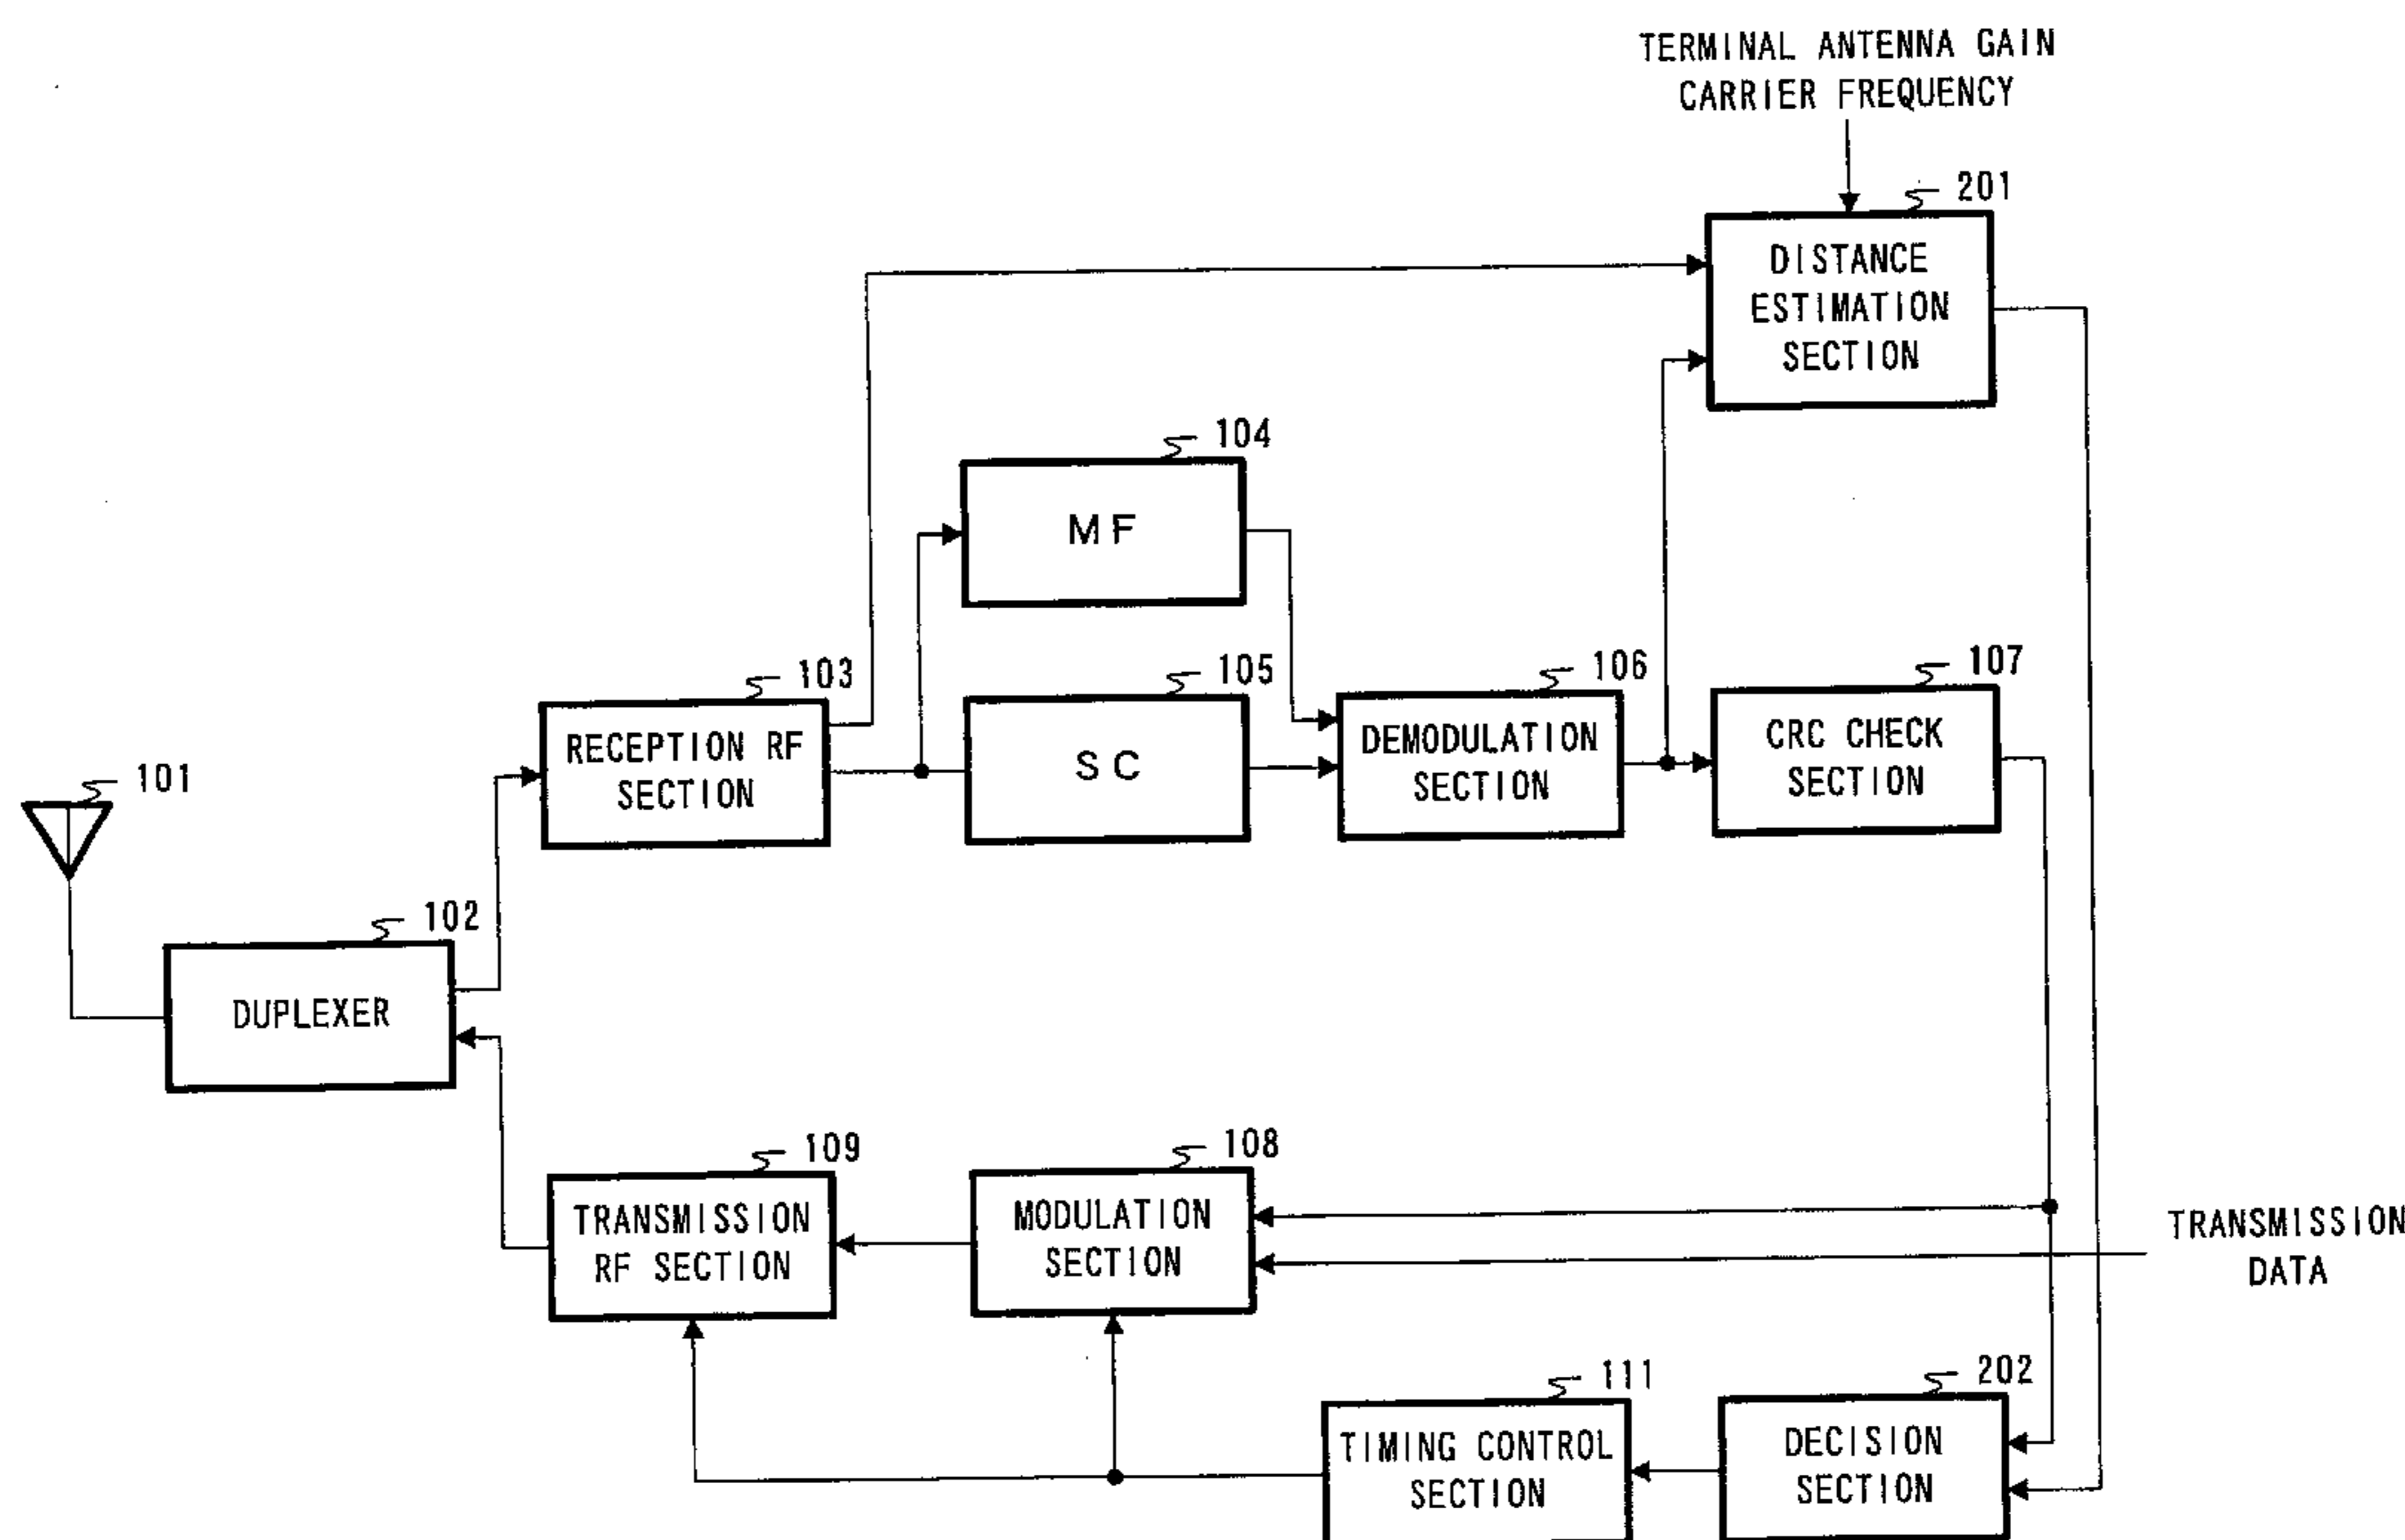 TERMINAL ANTENNA GAIN
CARRIER FREQUENCY
201
DISTANCE
ESTIMATION
SECTION
104
MF
103
RECEPTION RF
SECTION
105
SC
106
DEMODULATION
SECTION
107
CRC CHECK
SECTION
101
102
DUPLEXER
109
TRANSMISSION
RF SECTION
108
MODULATION
SECTION
TRANSMISSION
DATA
111
TIMING CONTROL
SECTION
202
DECISION
SECTION